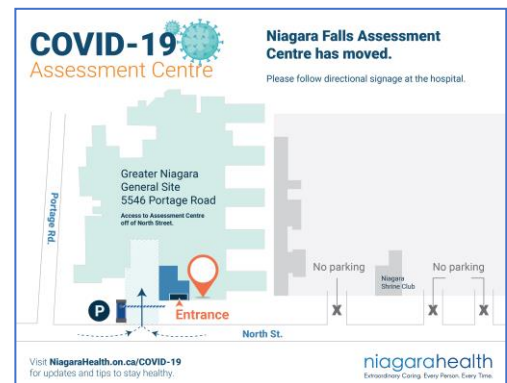 COVID-19
Assessment Centre
Niagara Falls Assessment
Centre has moved.
Please follow directional signage at the hospital.
Greater Niagara
General Site
5546 Portage Road
Access to Assessment Centre
off of North Street.
Portage Rd.
No parking
Niagara
Shrine Club
No parking
P
Entrance
X
X
X
North St.
Visit NiagaraHealth.on.ca/COVID-19
for updates and tips to stay healthy.
niagarahealth
Extraordinary Caring. Every Person. Every Time.